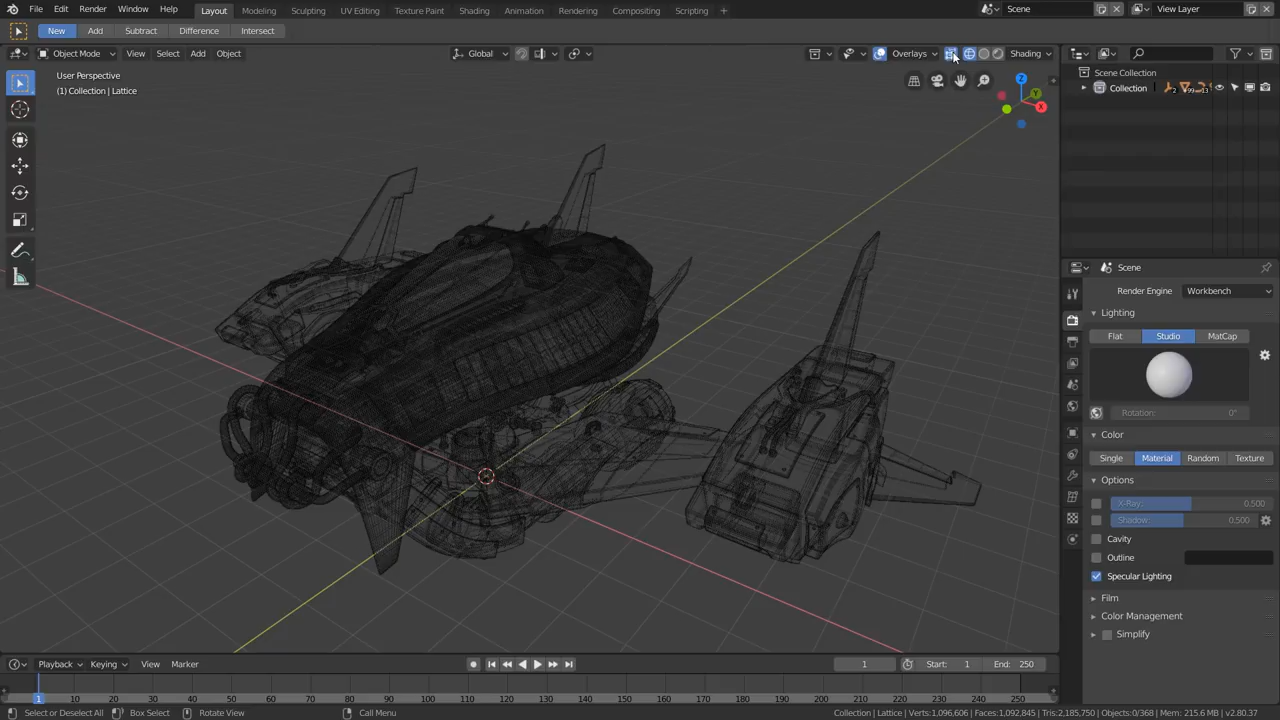 File Edit Render Window Help Layout Modeling Sculpting UV Editing Texture Paint Shading Animation Rendering Compositing Scripting + Scene View Layer
New Add Subtract Difference Intersect
Object Mode View Select Add Object Global Overlays Shading
User Perspective
(1) Collection | Lattice
Z
Y
X
Scene Collection
Collection 2 99 13
Scene
Render Engine Workbench
Lighting
Flat Studio MatCap
Rotation: 0°
Color
Single Material Random Texture
Options
X-Ray: 0.500
Shadow: 0.500
Cavity
Outline
Specular Lighting
Film
Color Management
Simplify
Playback Keying View Marker 1 Start: 1 End: 250
1 10 20 30 40 50 60 70 80 90 100 110 120 130 140 150 160 170 180 190 200 210 220 230 240 250
Select or Deselect All Box Select Rotate View Call Menu Collection | Lattice | Verts:1,096,606 | Faces:1,092,845 | Tris:2,185,750 | Objects:0/368 | Mem: 215.6 MB | v2.80.37